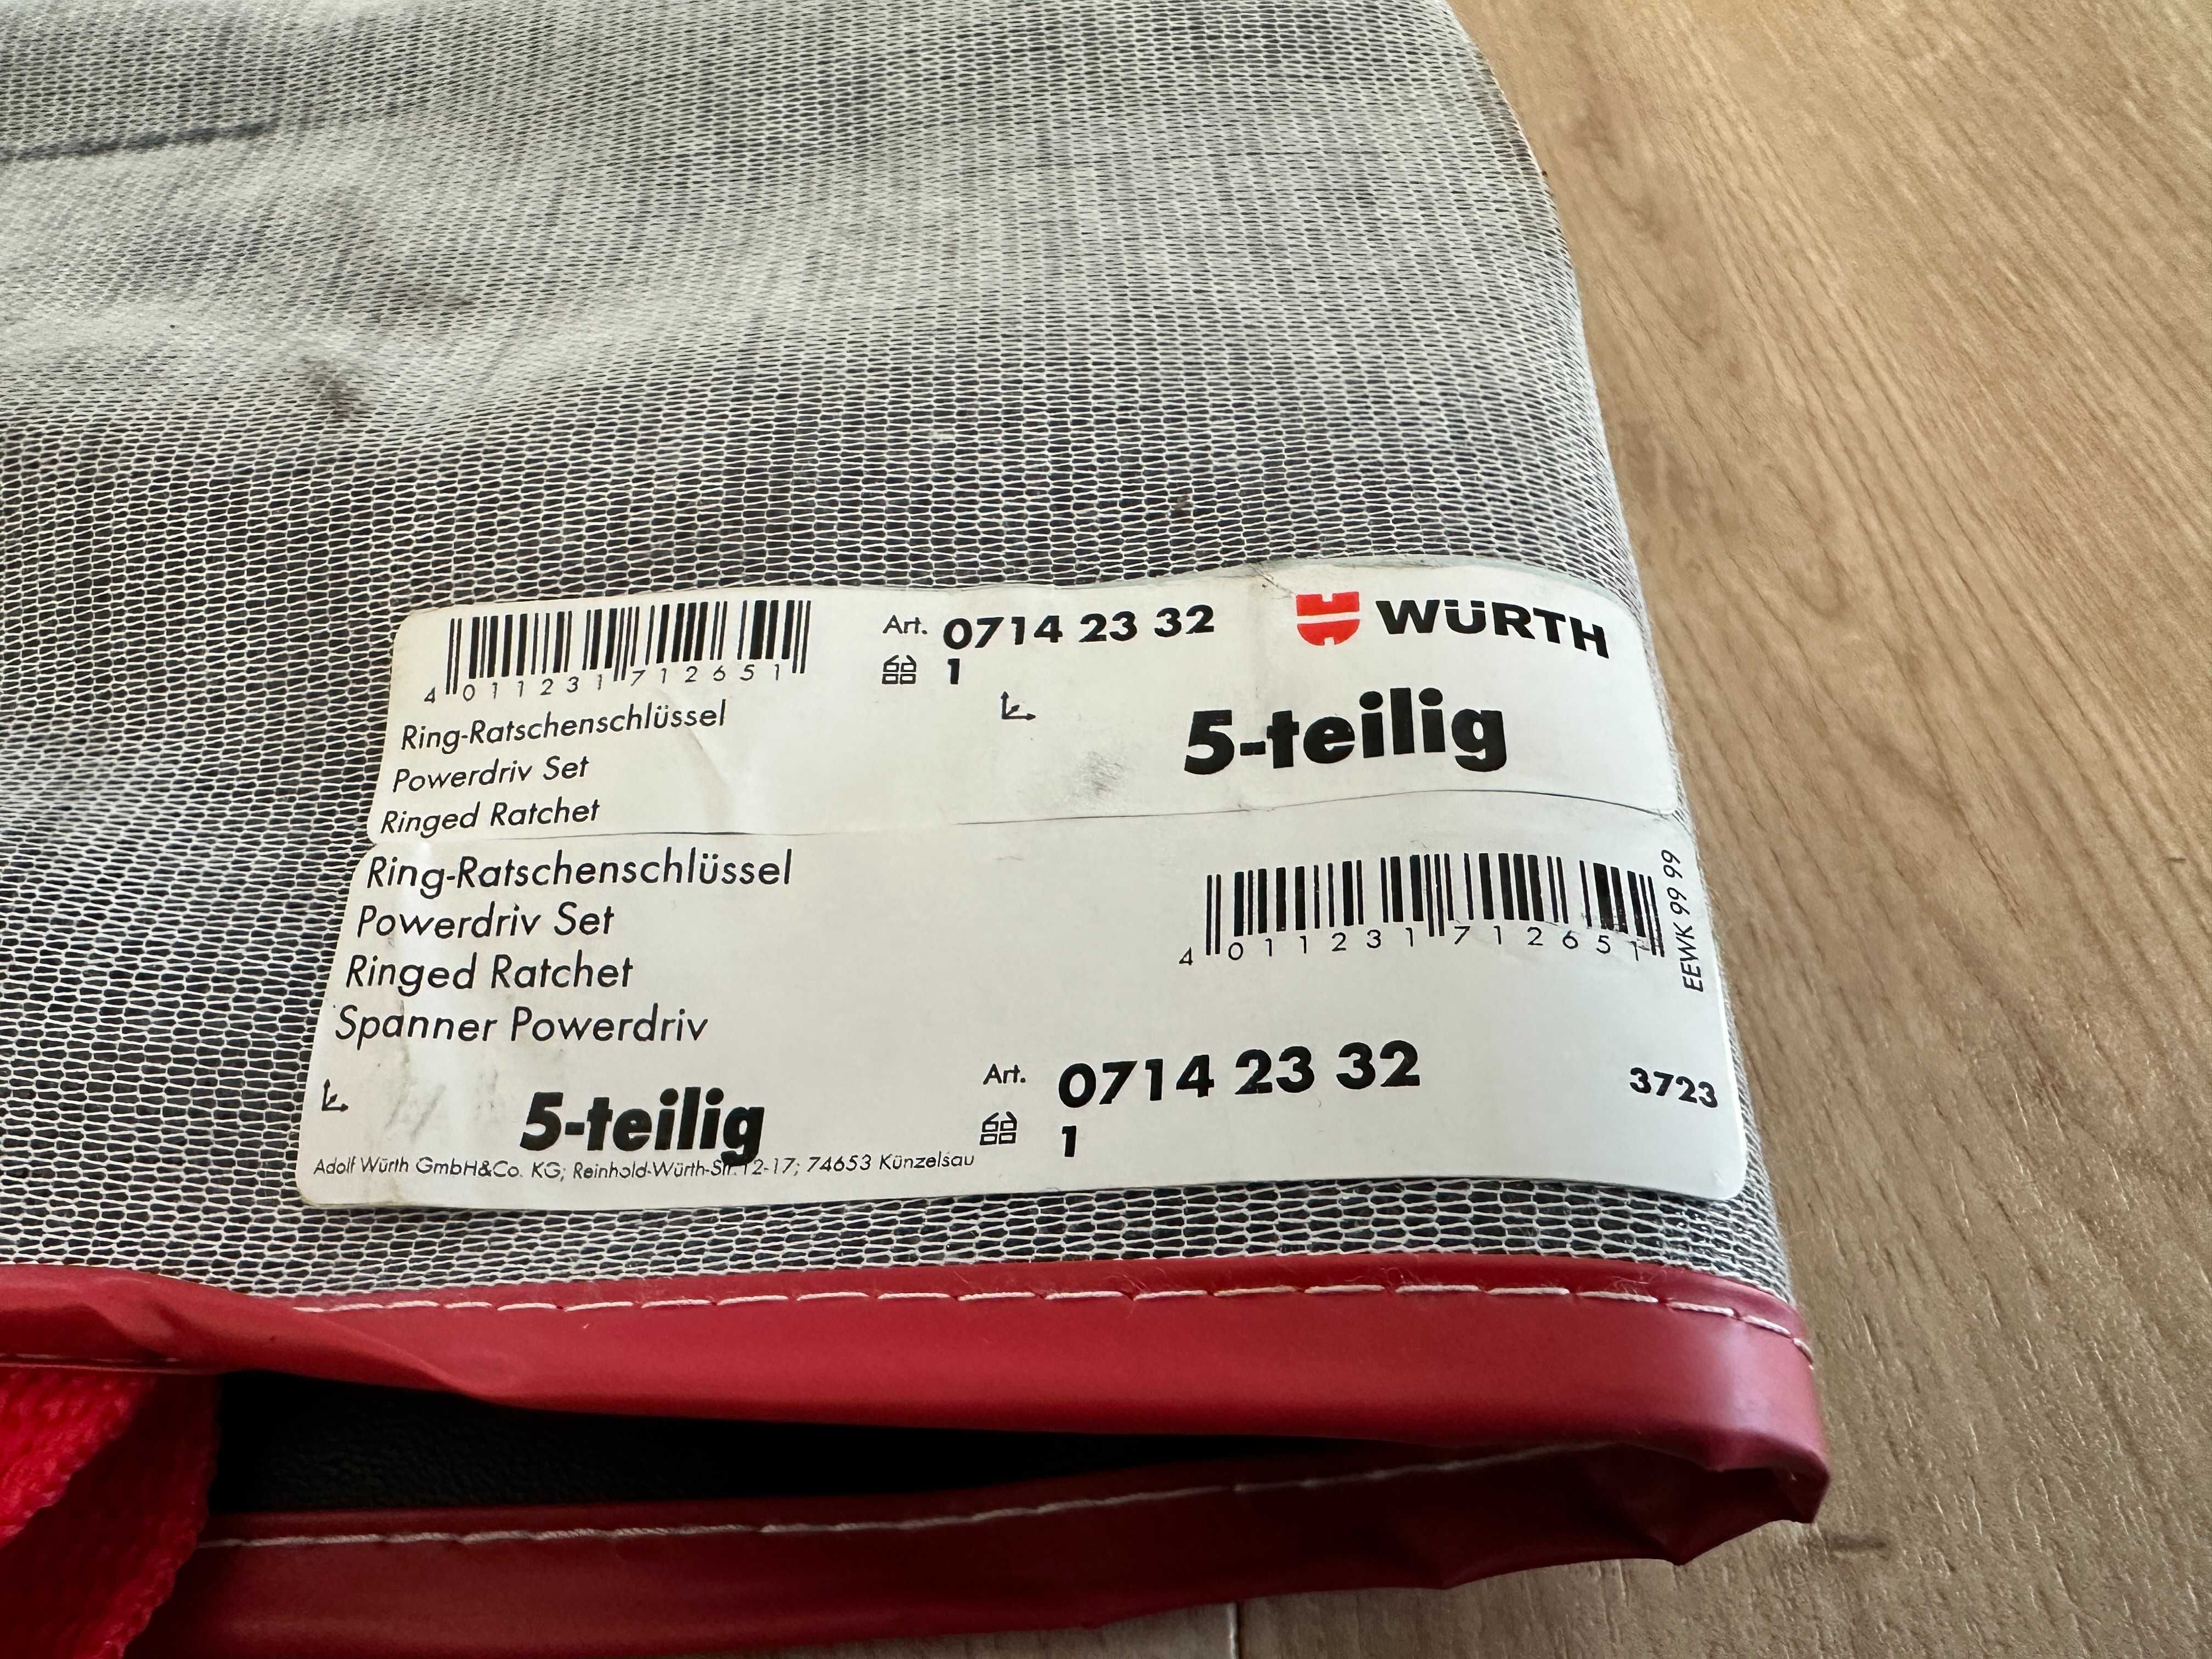 Art. 0714 23 32
WÜRTH
1
4 011231 712651
5-teilig
Ring-Ratschenschlüssel
Powerdriv Set
Ringed Ratchet
Ring-Ratschenschlüssel
Powerdriv Set
Ringed Ratchet
Spanner Powerdriv
4 011231 712651
EEWK 99 99
5-teilig
Art. 0714 23 32
1
3723
Adolf Würth GmbH&Co. KG; Reinhold-Würth-Str.12-17; 74653 Künzelsau